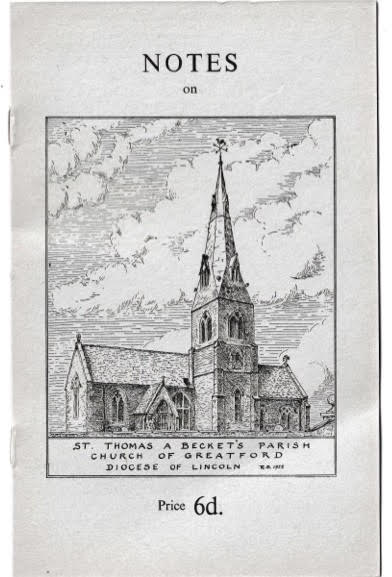 NOTES
on
ST. THOMAS A BECKET'S PARISH
CHURCH OF GREATFORD
DIOCESE OF LINCOLN
Price 6d.